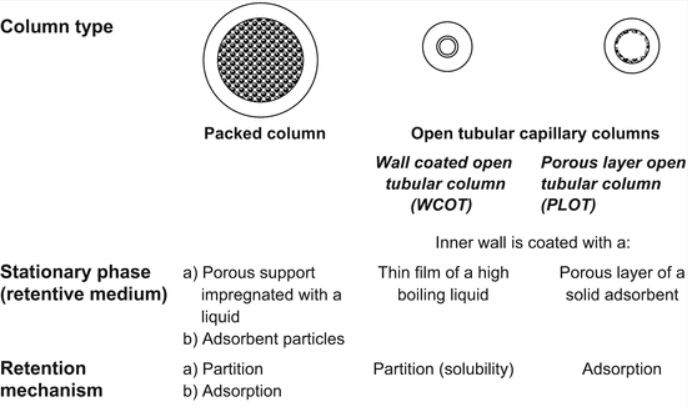 Column type
Packed column
Open tubular capillary columns
Wall coated open
tubular column
(WCOT)
Porous layer open
tubular column
(PLOT)
Inner wall is coated with a:
Stationary phase
(retentive medium)
a) Porous support
impregnated with a
liquid
b) Adsorbent particles
Thin film of a high
boiling liquid
Porous layer of a
solid adsorbent
Retention
mechanism
a) Partition
b) Adsorption
Partition (solubility)
Adsorption